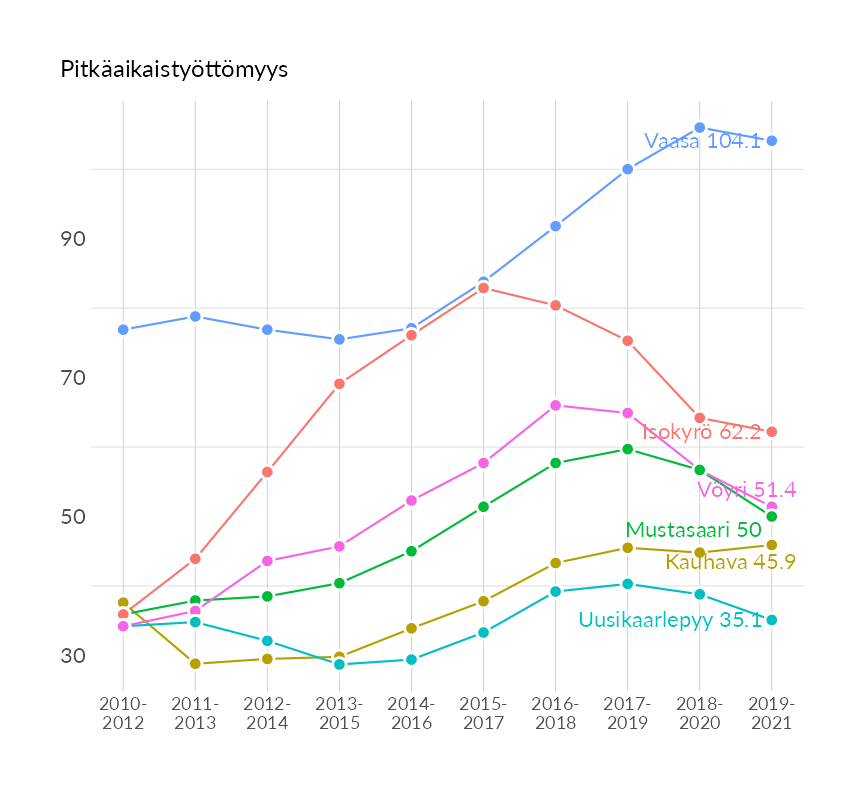 Pitkäaikaistyöttömyys
Vaasa 104.1
90
70
Isokyrö 62.2
Vöyri 51.4
50
Mustasaari 50
Kauhava 45.9
Uusikaarlepyy 35.1
30
2010- 2011- 2012- 2013- 2014- 2015- 2016- 2017- 2018- 2019-
2012 2013 2014 2015 2016 2017 2018 2019 2020 2021